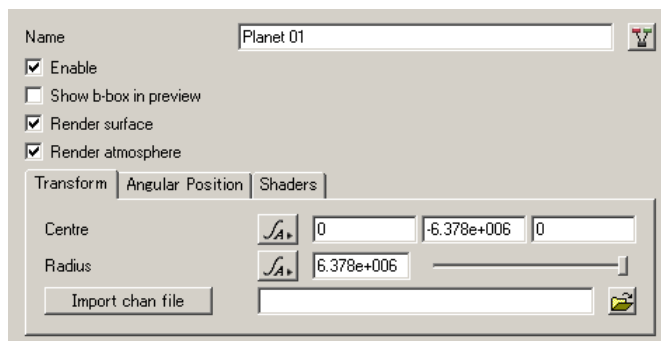 Name Planet 01
Enable
Show b-box in preview
Render surface
Render atmosphere
Transform Angular Position Shaders
Centre 0 -6.378e+006 0
Radius 6.378e+006
Import chan file